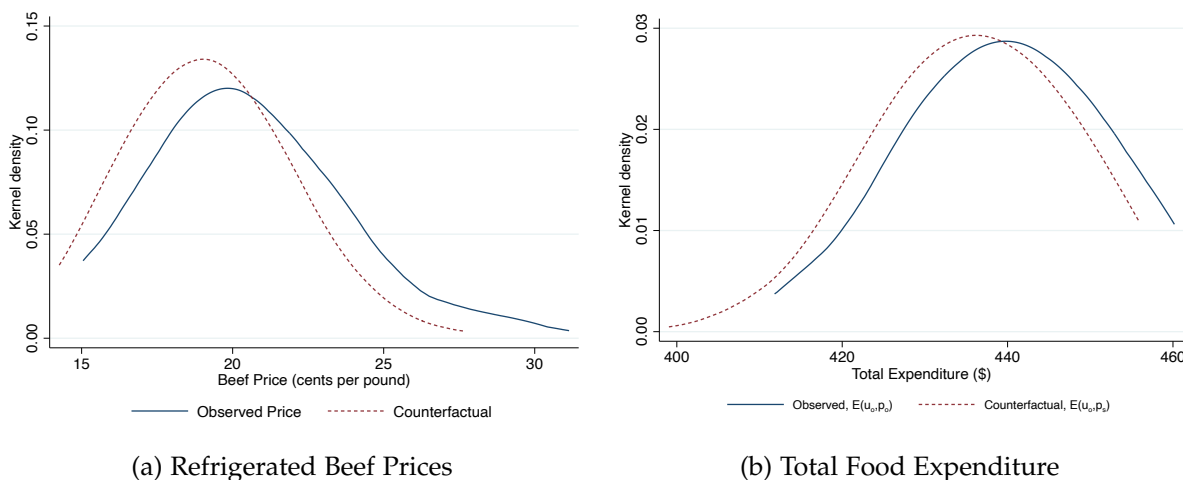 0.15
0.10
0.05
0.00
Kernel density
15 20 25 30
Beef Price (cents per pound)
Observed Price Counterfactual
(a) Refrigerated Beef Prices
0.03
0.02
0.01
0.00
Kernel density
400 420 440 460
Total Expenditure ($)
Observed, E(u₀,p₀) Counterfactual, E(u₀,pₛ)
(b) Total Food Expenditure